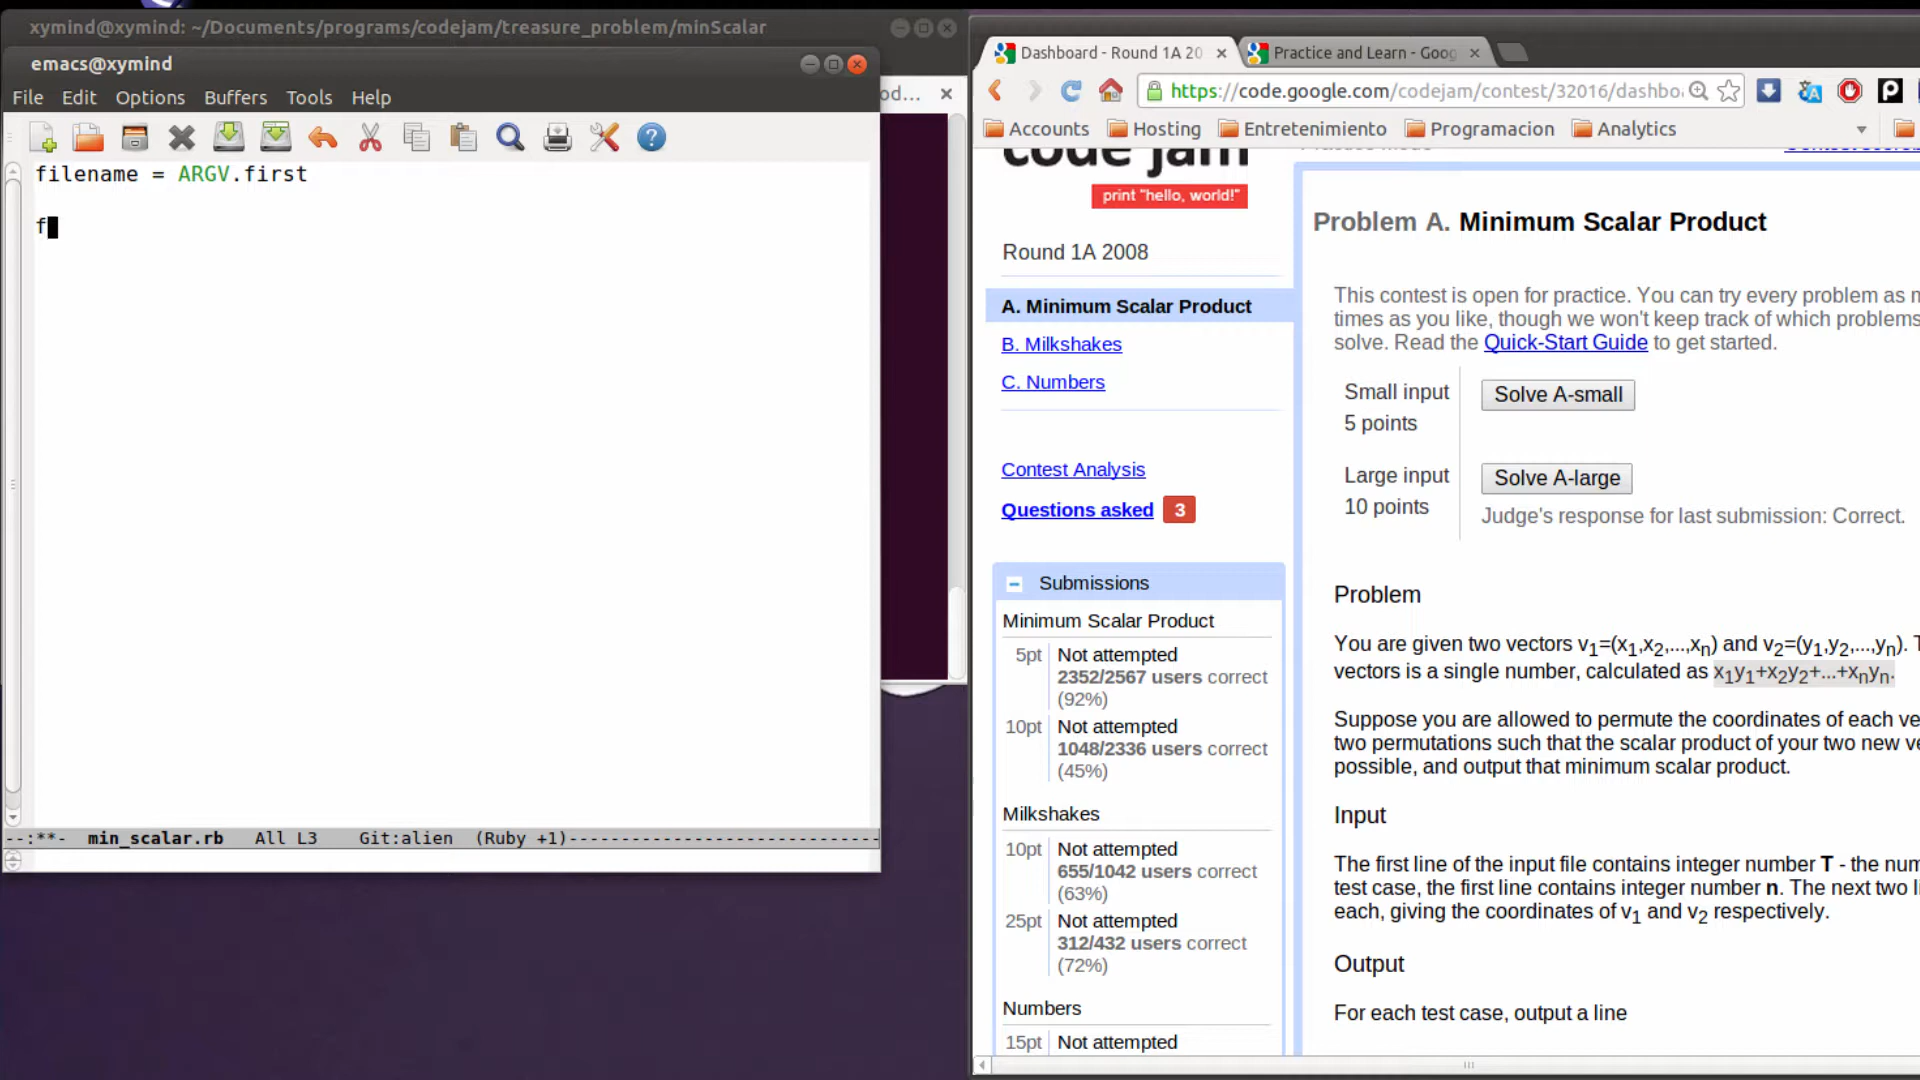 xymind@xymind: ~/Documents/programs/codejam/treasure_problem/minScalar
emacs@xymind
File Edit Options Buffers Tools Help
filename = ARGV.first
f
--:**- min_scalar.rb All L3 Git:alien (Ruby +1)
od...
Dashboard - Round 1A 20
Practice and Learn - Goog
https://code.google.com/codejam/contest/32016/dashbo
Accounts Hosting Entretenimiento Programacion Analytics
code jam
print "hello, world!"
Round 1A 2008
A. Minimum Scalar Product
B. Milkshakes
C. Numbers
Contest Analysis
Questions asked 3
Submissions
Minimum Scalar Product
5pt Not attempted
2352/2567 users correct
(92%)
10pt Not attempted
1048/2336 users correct
(45%)
Milkshakes
10pt Not attempted
655/1042 users correct
(63%)
25pt Not attempted
312/432 users correct
(72%)
Numbers
15pt Not attempted
Problem A. Minimum Scalar Product
This contest is open for practice. You can try every problem as
times as you like, though we won't keep track of which problems
solve. Read the Quick-Start Guide to get started.
Small input
5 points
Solve A-small
Large input
10 points
Solve A-large
Judge's response for last submission: Correct.
Problem
You are given two vectors v1=(x1,x2,...,xn) and v2=(y1,y2,...,yn). T
vectors is a single number, calculated as x1y1+x2y2+...+xnyn.
Suppose you are allowed to permute the coordinates of each ve
two permutations such that the scalar product of your two new ve
possible, and output that minimum scalar product.
Input
The first line of the input file contains integer number T - the num
test case, the first line contains integer number n. The next two li
each, giving the coordinates of v1 and v2 respectively.
Output
For each test case, output a line